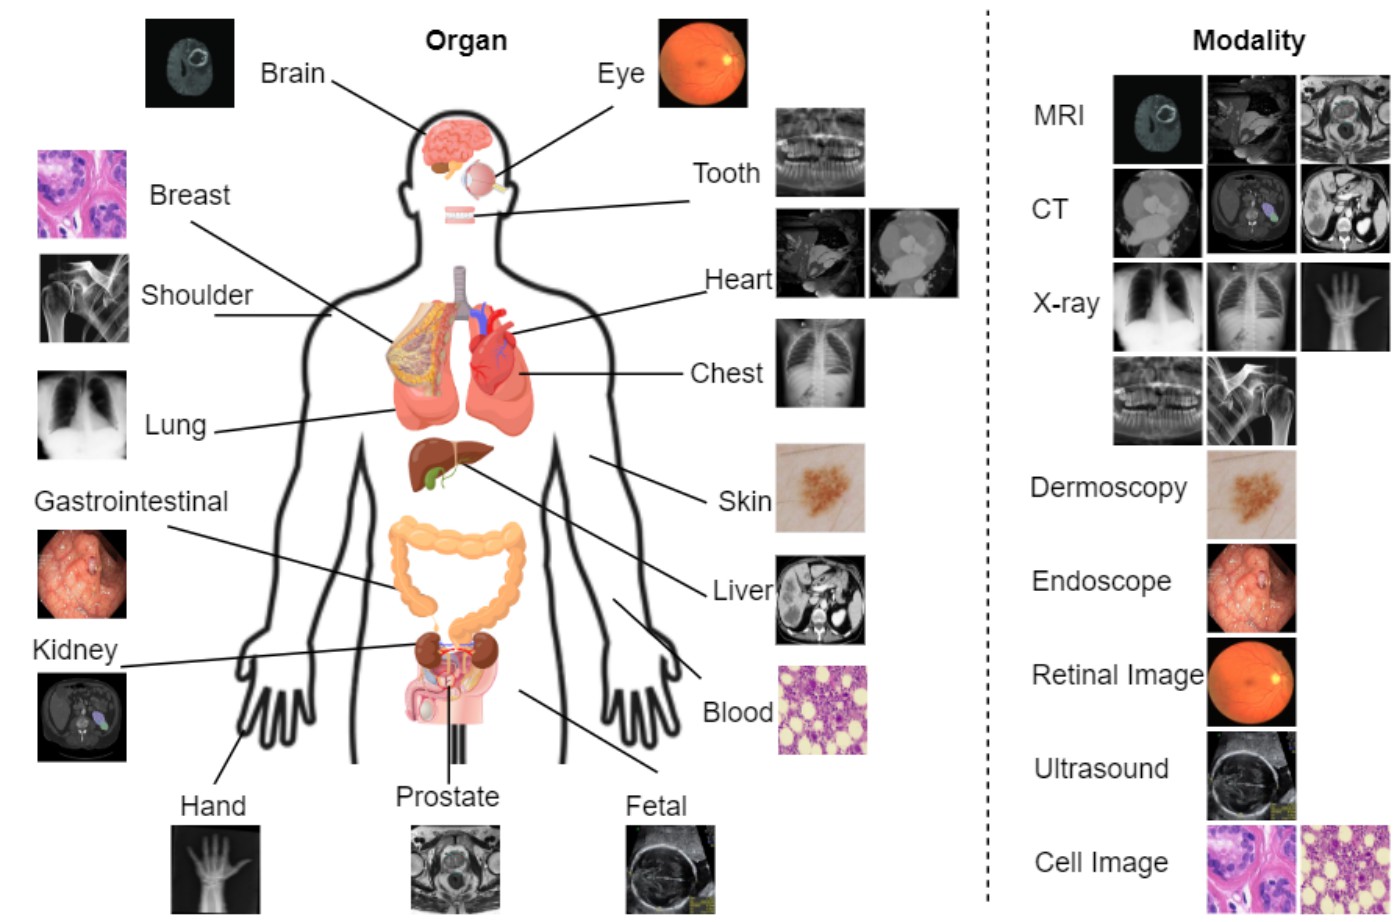 Organ
Brain
Eye
Breast
Tooth
Shoulder
Heart
Lung
Chest
Gastrointestinal
Skin
Kidney
Liver
Blood
Hand
Prostate
Fetal
Modality
MRI
CT
X-ray
Dermoscopy
Endoscope
Retinal Image
Ultrasound
Cell Image